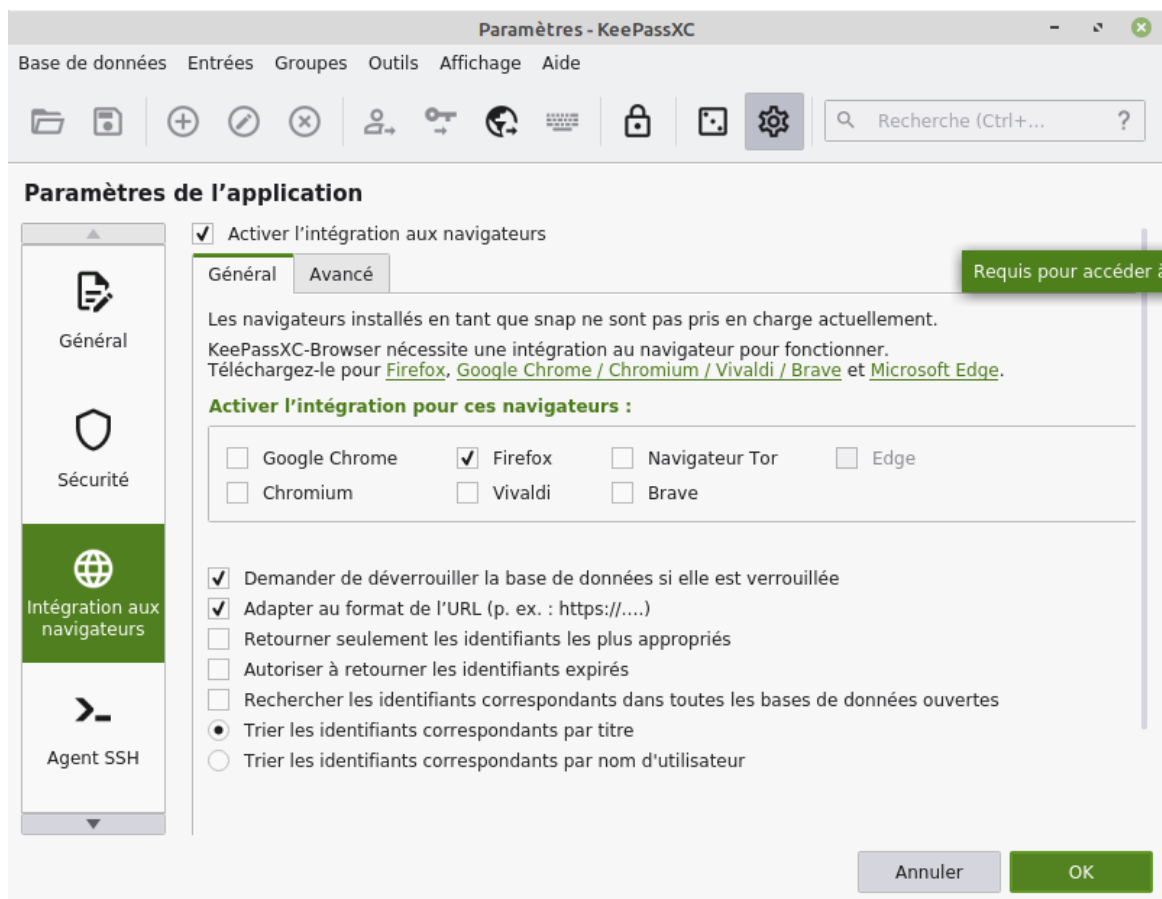 Paramètres - KeePassXC
Base de données Entrées Groupes Outils Affichage Aide
Recherche (Ctrl+... ?
Paramètres de l’application
Activer l’intégration aux navigateurs
Général Avancé
Requis pour accéder à
Les navigateurs installés en tant que snap ne sont pas pris en charge actuellement.
KeePassXC-Browser nécessite une intégration au navigateur pour fonctionner.
Téléchargez-le pour Firefox, Google Chrome / Chromium / Vivaldi / Brave et Microsoft Edge.
Activer l’intégration pour ces navigateurs :
Google Chrome Firefox Navigateur Tor Edge
Chromium Vivaldi Brave
Demander de déverrouiller la base de données si elle est verrouillée
Adapter au format de l’URL (p. ex. : https://....)
Retourner seulement les identifiants les plus appropriés
Autoriser à retourner les identifiants expirés
Rechercher les identifiants correspondants dans toutes les bases de données ouvertes
Trier les identifiants correspondants par titre
Trier les identifiants correspondants par nom d'utilisateur
Général
Sécurité
Intégration aux
navigateurs
Agent SSH
Annuler OK